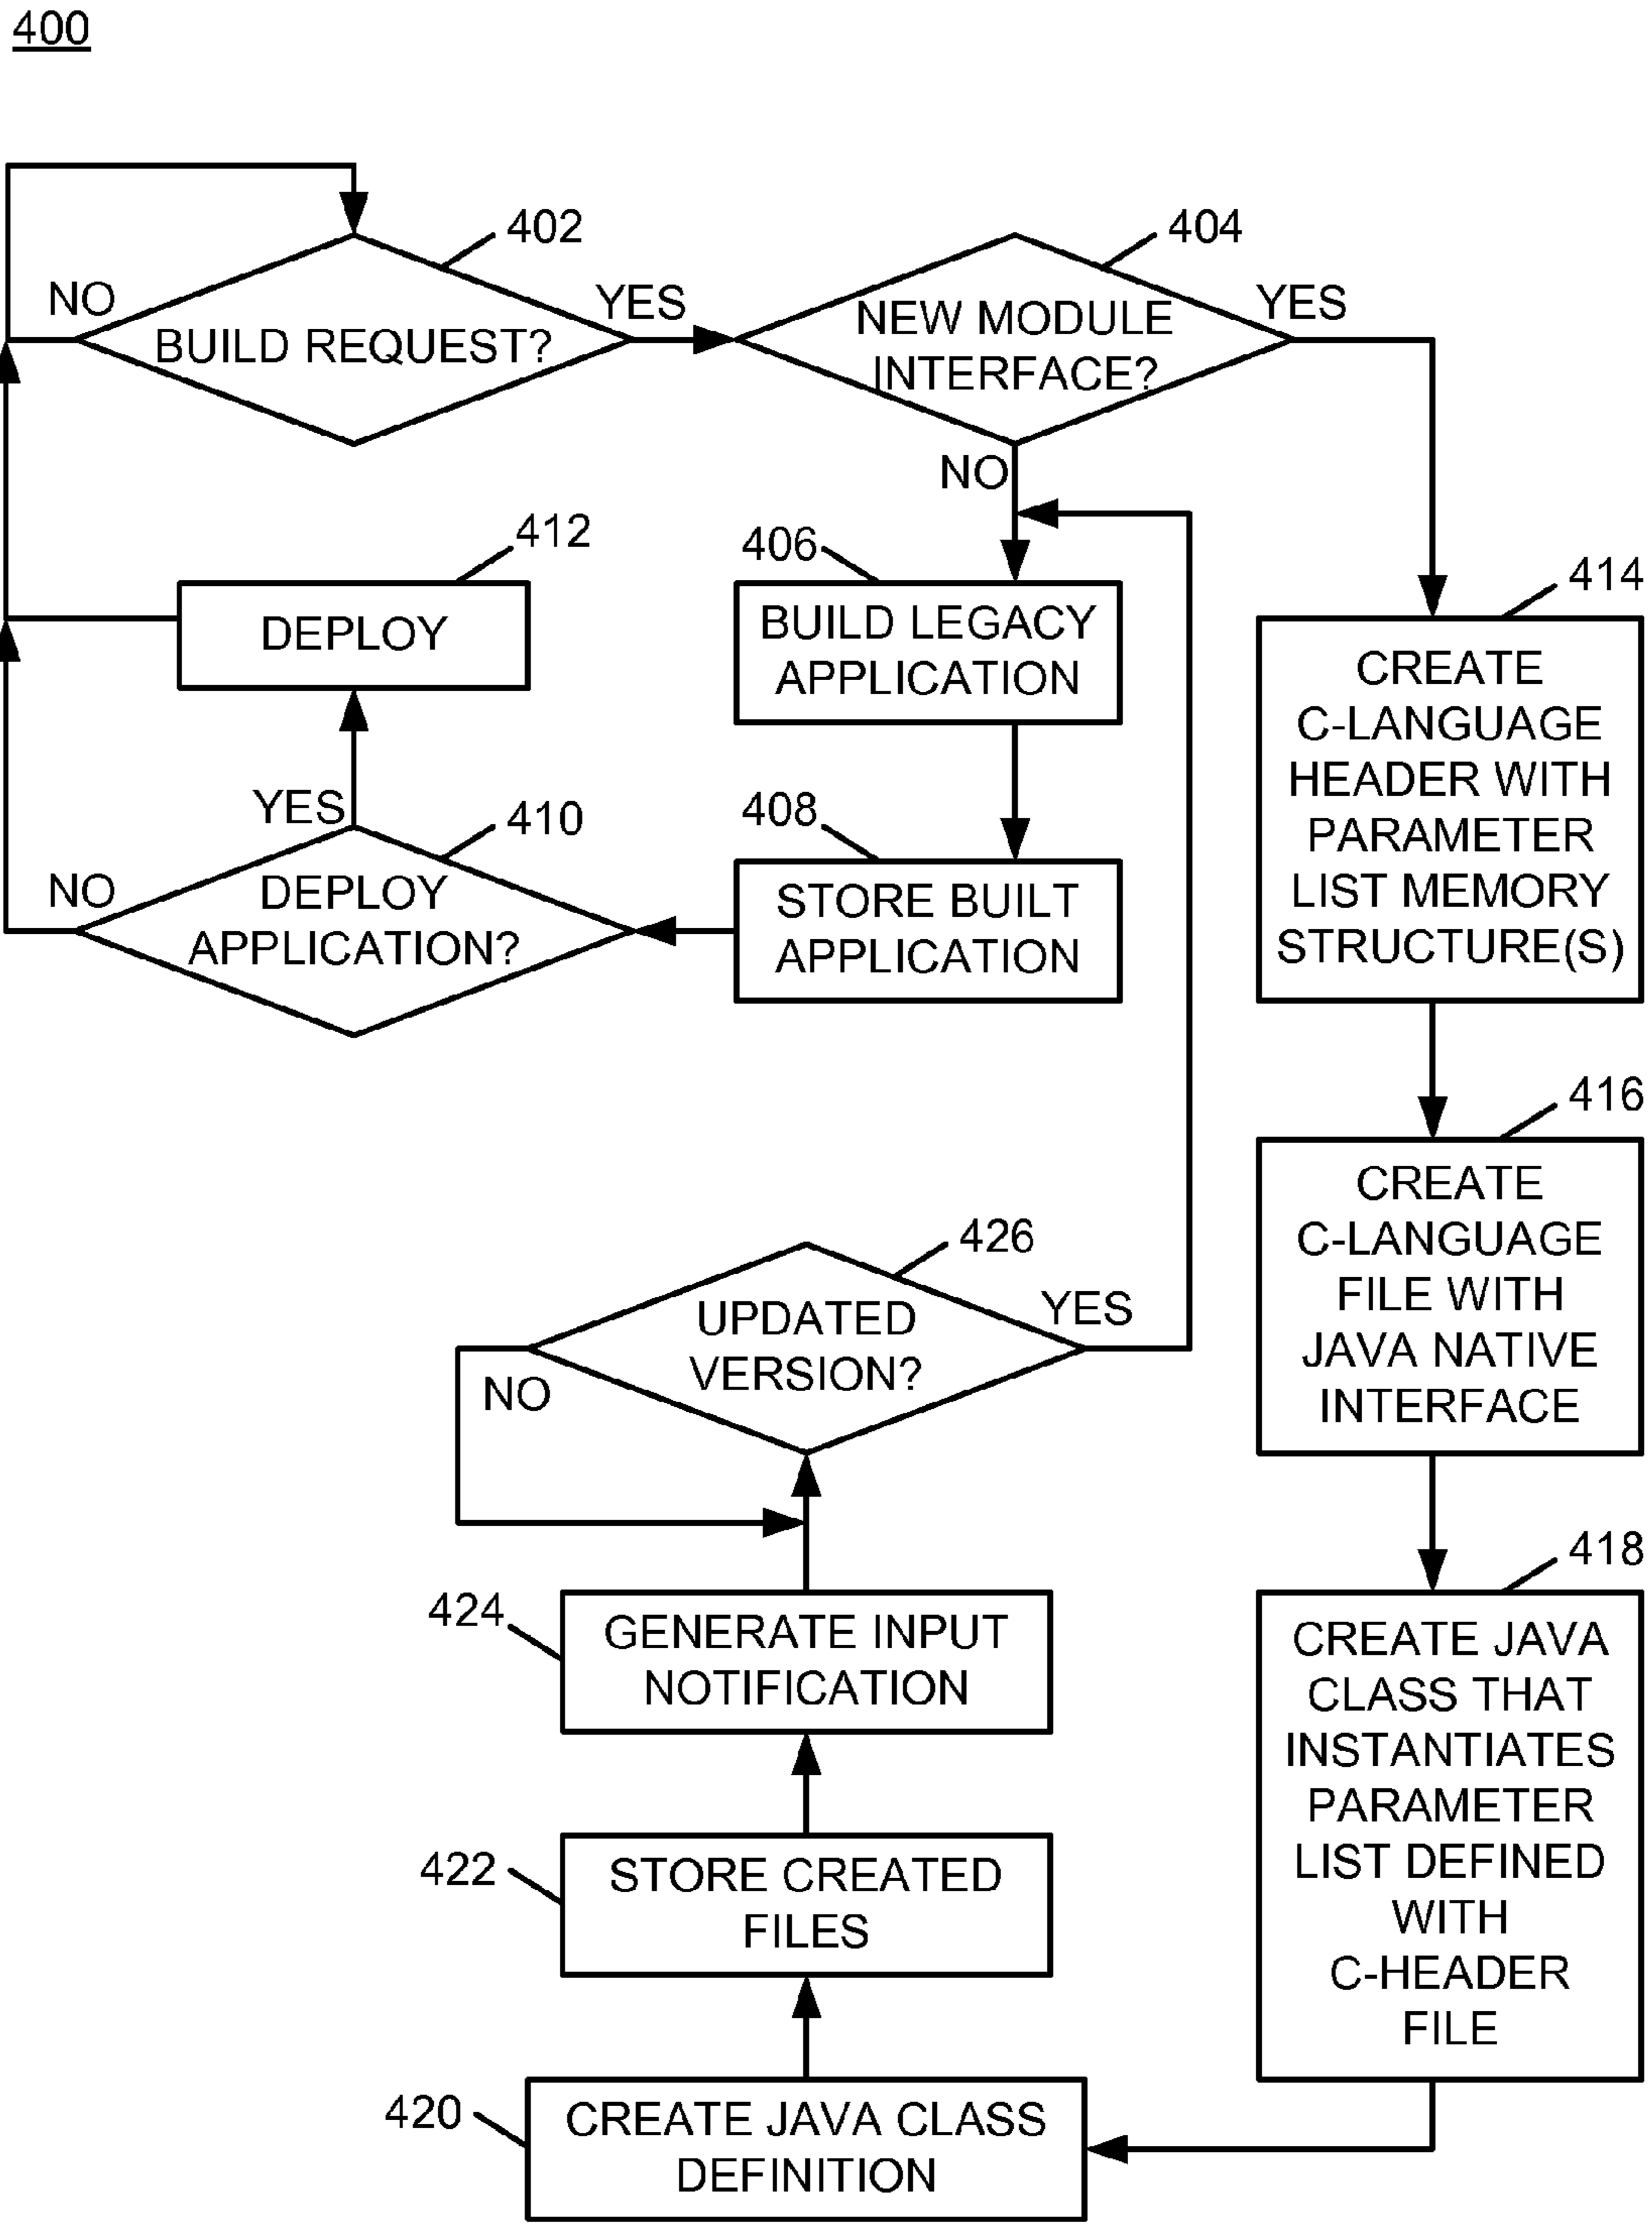 400
402
NO
YES
BUILD REQUEST?
404
YES
NEW MODULE
INTERFACE?
NO
412
DEPLOY
406
BUILD LEGACY
APPLICATION
414
CREATE
C-LANGUAGE
HEADER WITH
PARAMETER
LIST MEMORY
STRUCTURE(S)
YES
410
NO
DEPLOY
APPLICATION?
408
STORE BUILT
APPLICATION
416
CREATE
C-LANGUAGE
FILE WITH
JAVA NATIVE
INTERFACE
426
YES
UPDATED
VERSION?
NO
418
CREATE JAVA
CLASS THAT
INSTANTIATES
PARAMETER
LIST DEFINED
WITH
C-HEADER
FILE
424
GENERATE INPUT
NOTIFICATION
422
STORE CREATED
FILES
420
CREATE JAVA CLASS
DEFINITION